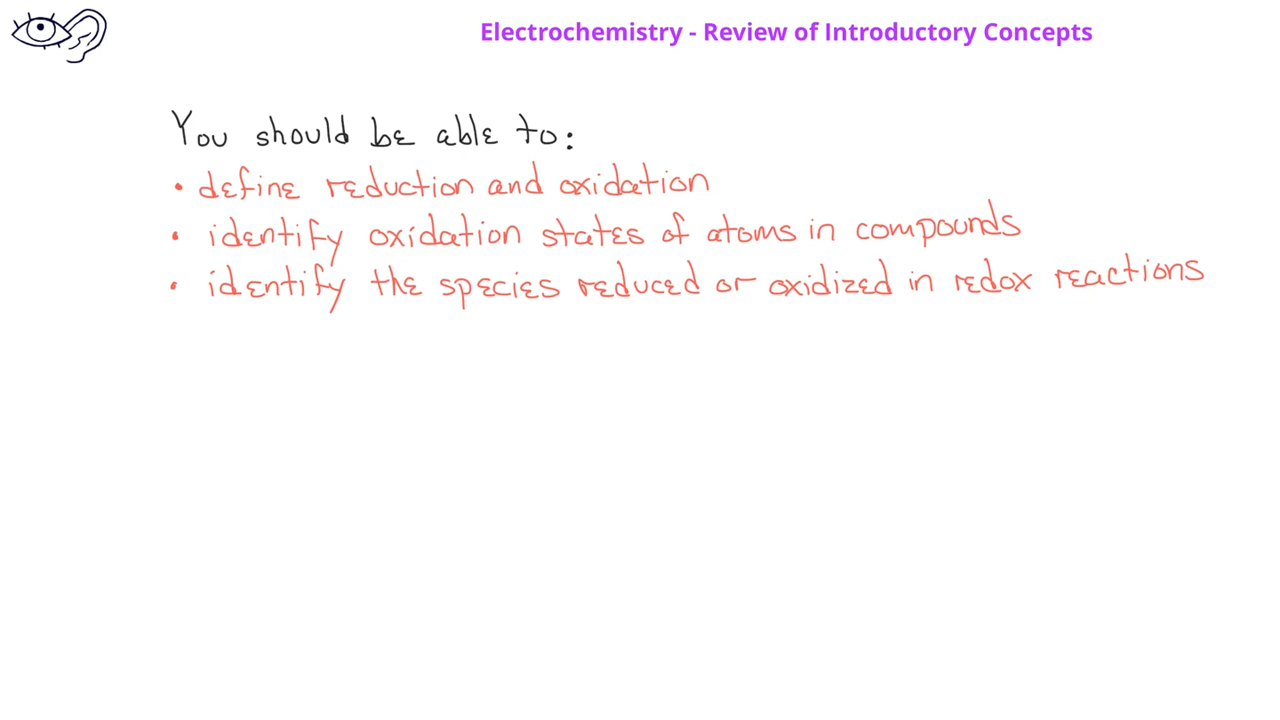 Electrochemistry - Review of Introductory Concepts
You should be able to:
• define reduction and oxidation
• identify oxidation states of atoms in compounds
• identify the species reduced or oxidized in redox reactions